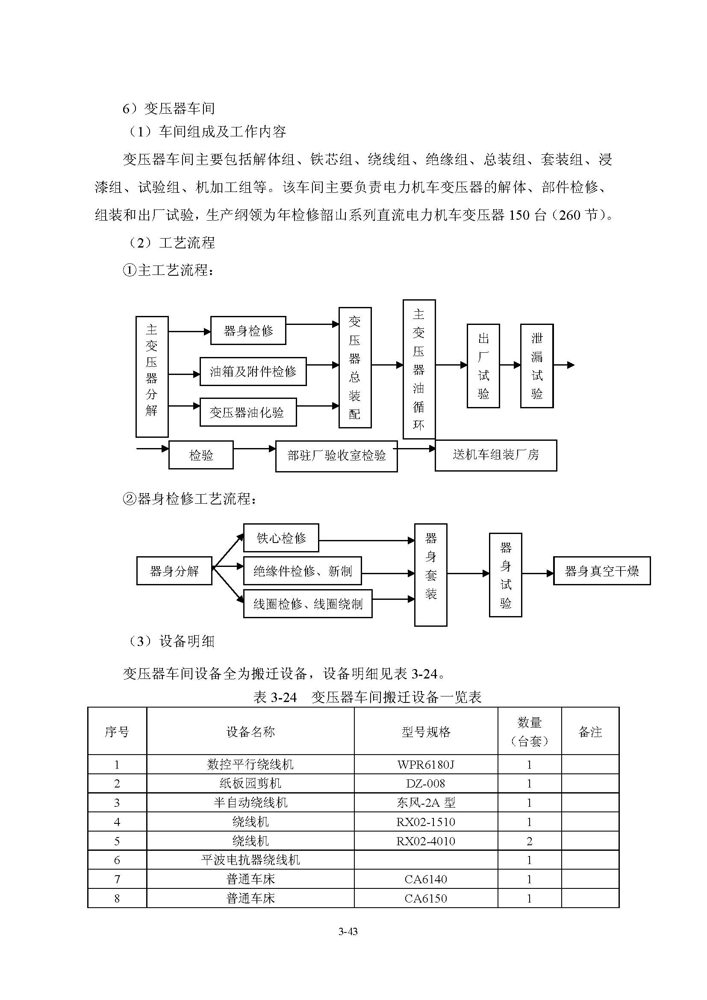 6）变压器车间
（1）车间组成及工作内容
变压器车间主要包括解体组、铁芯组、绕线组、绝缘组、总装组、套装组、浸
漆组、试验组、机加工组等。该车间主要负责电力机车变压器的解体、部件检修、
组装和出厂试验，生产纲领为年检修韶山系列直流电力机车变压器 150 台（260 节）。
（2）工艺流程
①主工艺流程：
主变压器分解
器身检修
油箱及附件检修
变压器油化验
变压器总装配
主变压器油循环
出厂试验
泄漏试验
检验
部驻厂验收室检验
送机车组装厂房
②器身检修工艺流程：
器身分解
铁心检修
绝缘件检修、新制
线圈检修、线圈绕制
器身套装
器身试验
器身真空干燥
（3）设备明细
变压器车间设备全为搬迁设备，设备明细见表 3-24。
表 3-24 变压器车间搬迁设备一览表
序号 设备名称 型号规格 数量（台套） 备注
1 数控平行绕线机 WPR6180J 1
2 纸板园剪机 DZ-008 1
3 半自动绕线机 东风-2A 型 1
4 绕线机 RX02-1510 1
5 绕线机 RX02-4010 2
6 平波电抗器绕线机 1
7 普通车床 CA6140 1
8 普通车床 CA6150 1
3-43